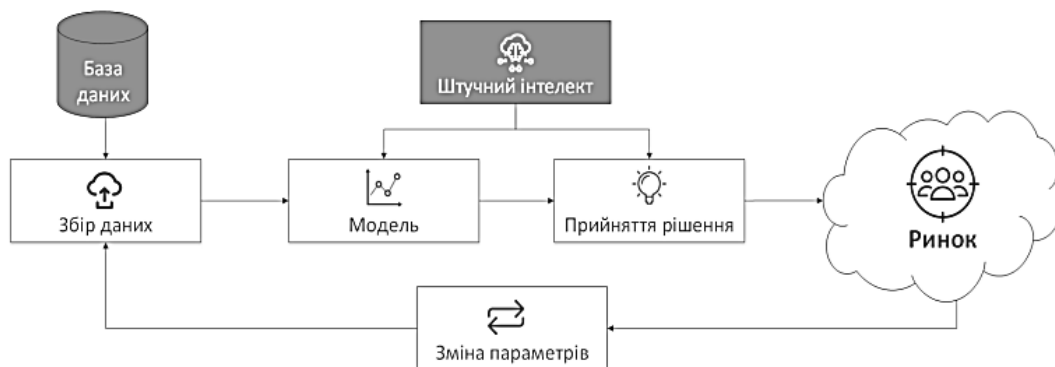 База
даних
Штучний інтелект
Збір даних
Модель
Прийняття рішення
Ринок
Зміна параметрів